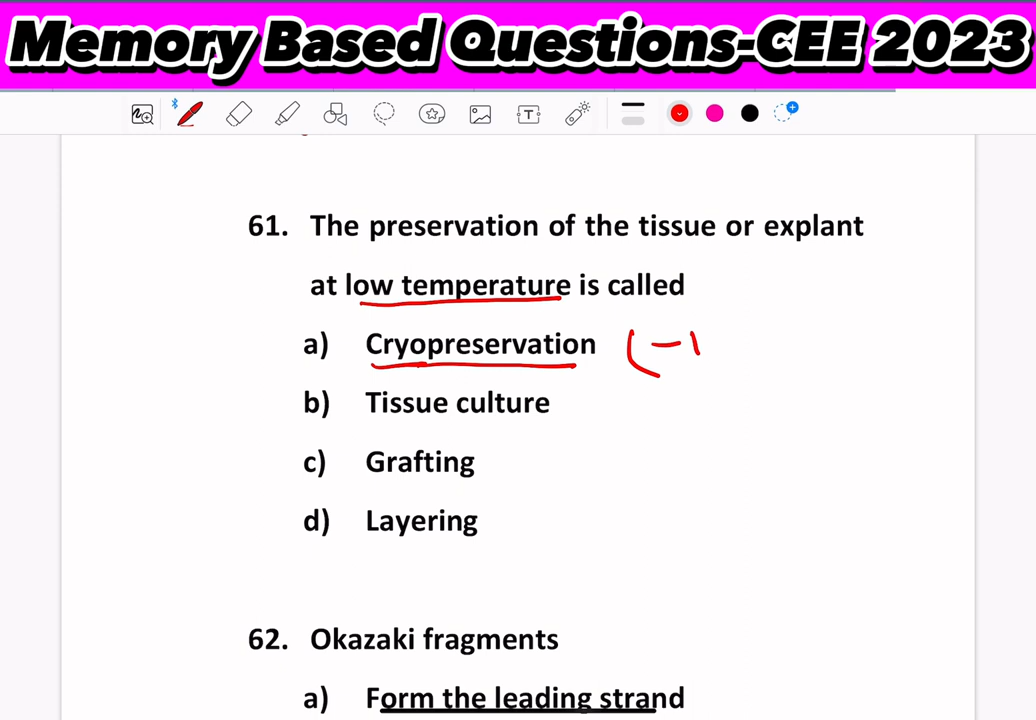 Memory Based Questions-CEE 2023
T
61. The preservation of the tissue or explant
at low temperature is called
a) Cryopreservation (-1
b) Tissue culture
c) Grafting
d) Layering
62. Okazaki fragments
a) Form the leading strand